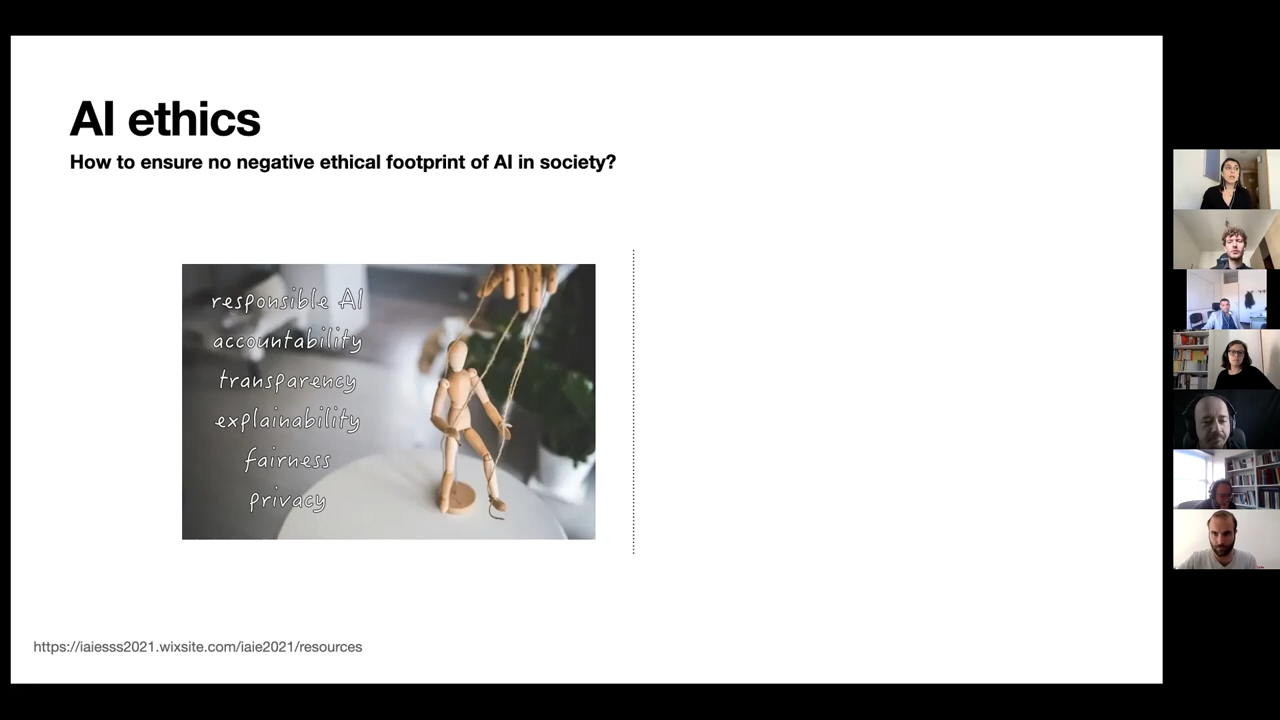 AI ethics
How to ensure no negative ethical footprint of AI in society?
responsible AI
accountability
transparency
explainability
fairness
privacy
https://iaiesss2021.wixsite.com/iaie2021/resources